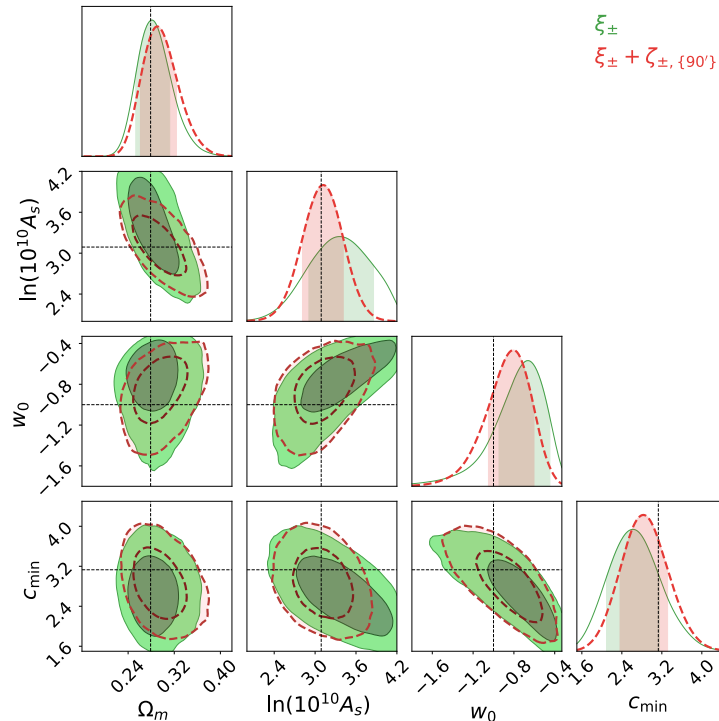 ξ±
ξ± + ζ±, {90′}
4.2
3.6
3.0
2.4
ln(10¹⁰Aₛ)
−0.4
−0.8
−1.2
−1.6
w₀
4.0
3.2
2.4
1.6
c_min
0.24 0.32 0.40
2.4 3.0 3.6 4.2
−1.6 −0.8 −0.4
1.6 2.4 3.2 4.0
Ω_m
ln(10¹⁰Aₛ)
w₀
c_min